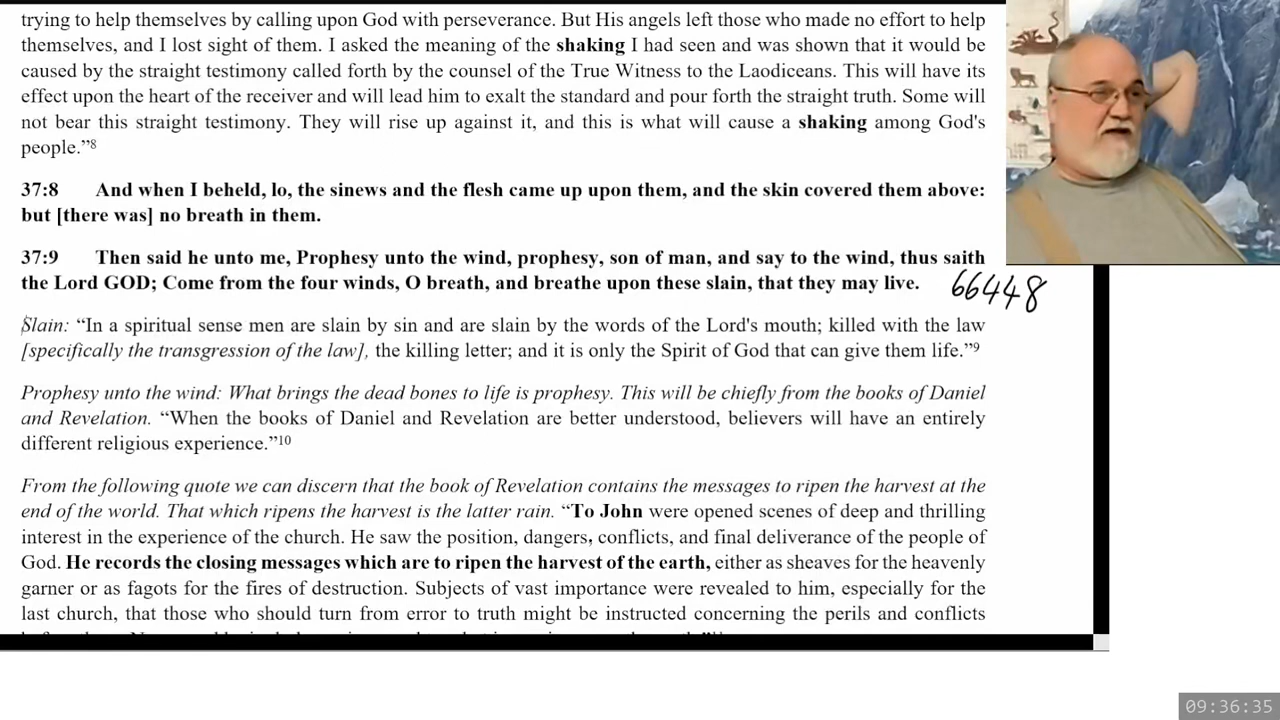 trying to help themselves by calling upon God with perseverance. But His angels left those who made no effort to help
themselves, and I lost sight of them. I asked the meaning of the shaking I had seen and was shown that it would be
caused by the straight testimony called forth by the counsel of the True Witness to the Laodiceans. This will have its
effect upon the heart of the receiver and will lead him to exalt the standard and pour forth the straight truth. Some will
not bear this straight testimony. They will rise up against it, and this is what will cause a shaking among God's
people.”8
37:8 And when I beheld, lo, the sinews and the flesh came up upon them, and the skin covered them above:
but [there was] no breath in them.
37:9 Then said he unto me, Prophesy unto the wind, prophesy, son of man, and say to the wind, thus saith
the Lord GOD; Come from the four winds, O breath, and breathe upon these slain, that they may live.
66448
Slain: “In a spiritual sense men are slain by sin and are slain by the words of the Lord's mouth; killed with the law
[specifically the transgression of the law], the killing letter; and it is only the Spirit of God that can give them life.”9
Prophesy unto the wind: What brings the dead bones to life is prophesy. This will be chiefly from the books of Daniel
and Revelation. “When the books of Daniel and Revelation are better understood, believers will have an entirely
different religious experience.”10
From the following quote we can discern that the book of Revelation contains the messages to ripen the harvest at the
end of the world. That which ripens the harvest is the latter rain. “To John were opened scenes of deep and thrilling
interest in the experience of the church. He saw the position, dangers, conflicts, and final deliverance of the people of
God. He records the closing messages which are to ripen the harvest of the earth, either as sheaves for the heavenly
garner or as fagots for the fires of destruction. Subjects of vast importance were revealed to him, especially for the
last church, that those who should turn from error to truth might be instructed concerning the perils and conflicts
09:36:35